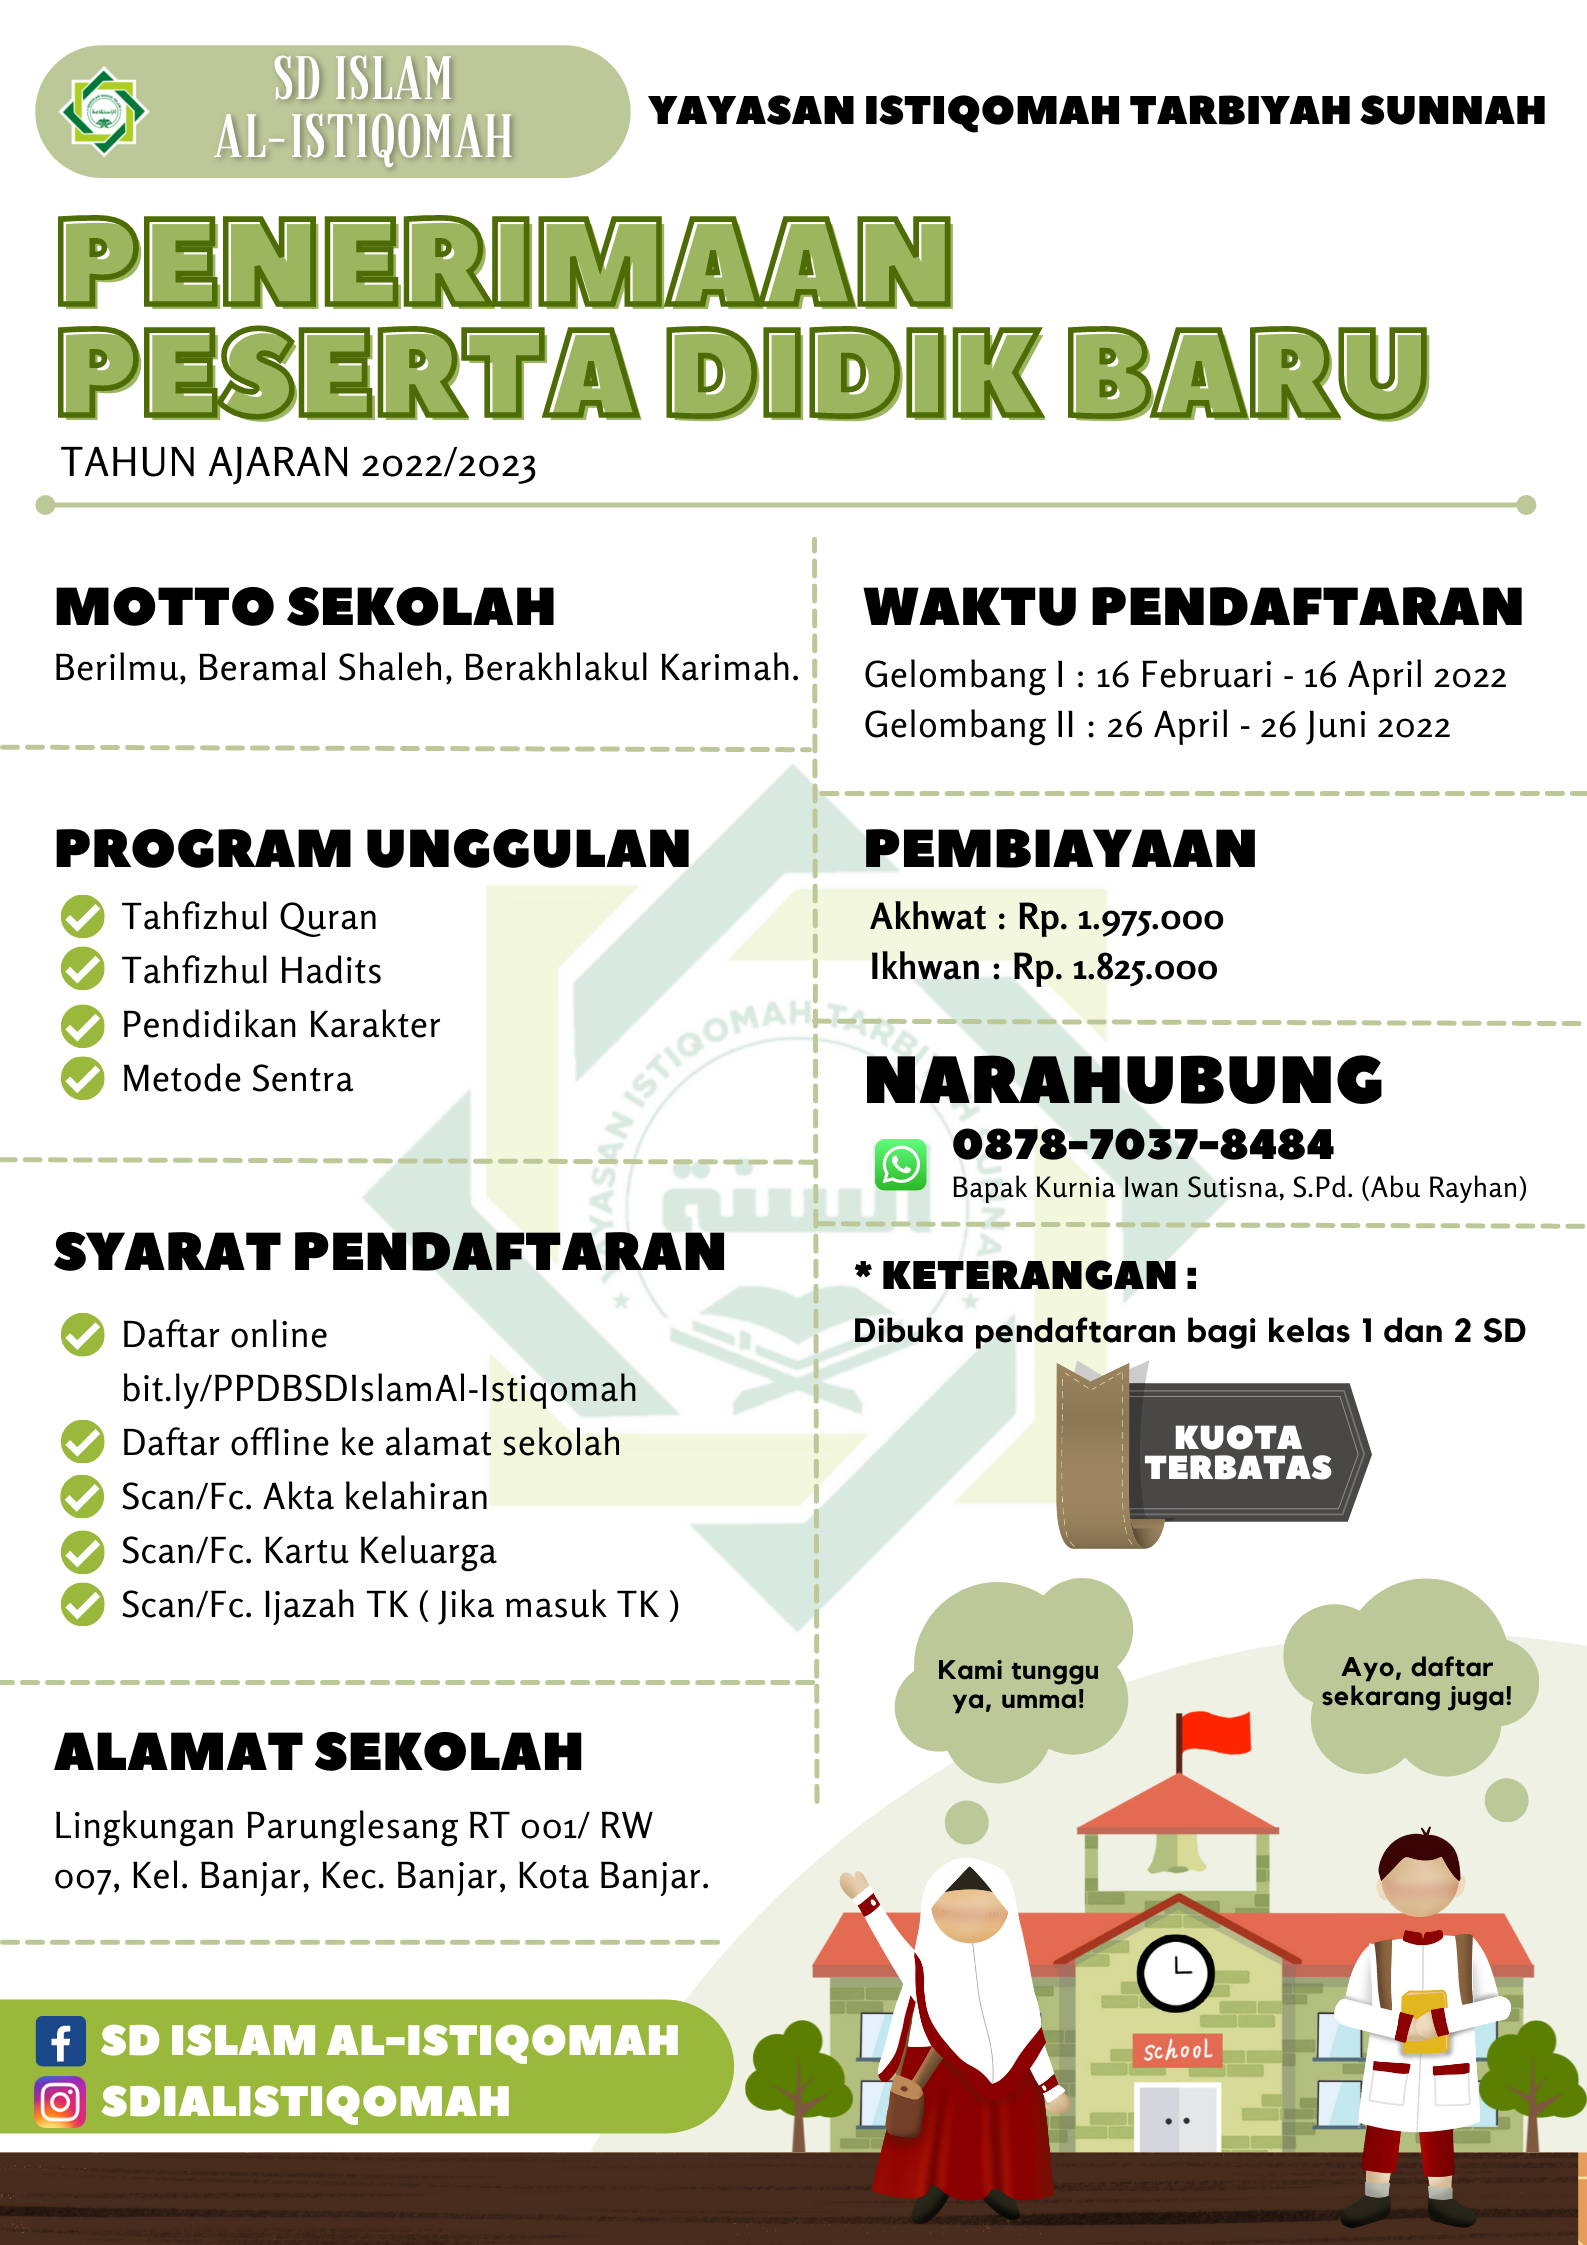 SD ISLAM
AL-ISTIQOMAH
YAYASAN ISTIQOMAH TARBIYAH SUNNAH
PENERIMAAN
PESERTA DIDIK BARU
TAHUN AJARAN 2022/2023
MOTTO SEKOLAH
Berilmu, Beramal Shaleh, Berakhlakul Karimah.
PROGRAM UNGGULAN
Tahfizhul Quran
Tahfizhul Hadits
Pendidikan Karakter
Metode Sentra
SYARAT PENDAFTARAN
Daftar online
bit.ly/PPDBSDIslamAl-Istiqomah
Daftar offline ke alamat sekolah
Scan/Fc. Akta kelahiran
Scan/Fc. Kartu Keluarga
Scan/Fc. Ijazah TK ( Jika masuk TK )
ALAMAT SEKOLAH
Lingkungan Parunglesang RT 001/ RW
007, Kel. Banjar, Kec. Banjar, Kota Banjar.
SD ISLAM AL-ISTIQOMAH
SDIALISTIQOMAH
WAKTU PENDAFTARAN
Gelombang I : 16 Februari - 16 April 2022
Gelombang II : 26 April - 26 Juni 2022
PEMBIAYAAN
Akhwat : Rp. 1.975.000
Ikhwan : Rp. 1.825.000
NARAHUBUNG
0878-7037-8484
Bapak Kurnia Iwan Sutisna, S.Pd. (Abu Rayhan)
* KETERANGAN :
Dibuka pendaftaran bagi kelas 1 dan 2 SD
KUOTA
TERBATAS
Kami tunggu
ya, umma!
Ayo, daftar
sekarang juga!
school
YAYASAN ISTIQOMAH TARBIYAH SUNNAH
السنة